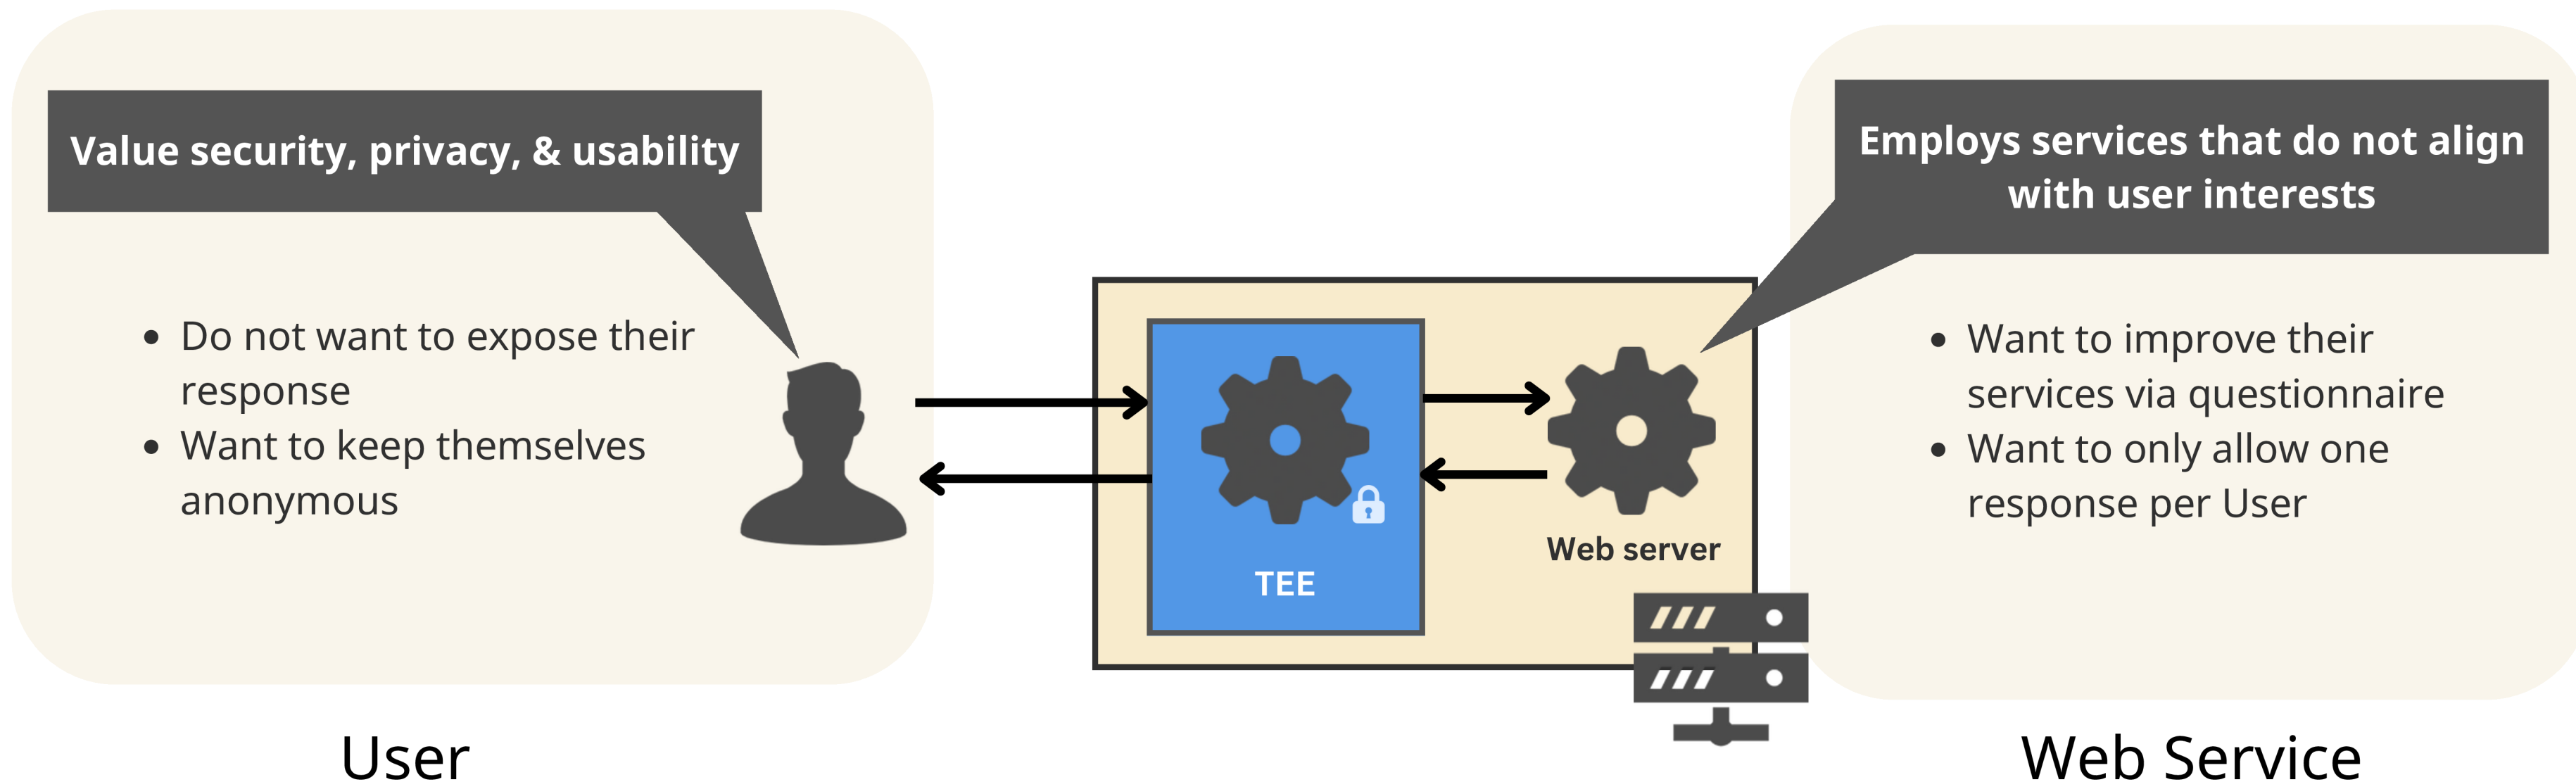 Value security, privacy, & usability
• Do not want to expose their
response
• Want to keep themselves
anonymous
User
TEE
Web server
Employs services that do not align
with user interests
• Want to improve their
services via questionnaire
• Want to only allow one
response per User
Web Service